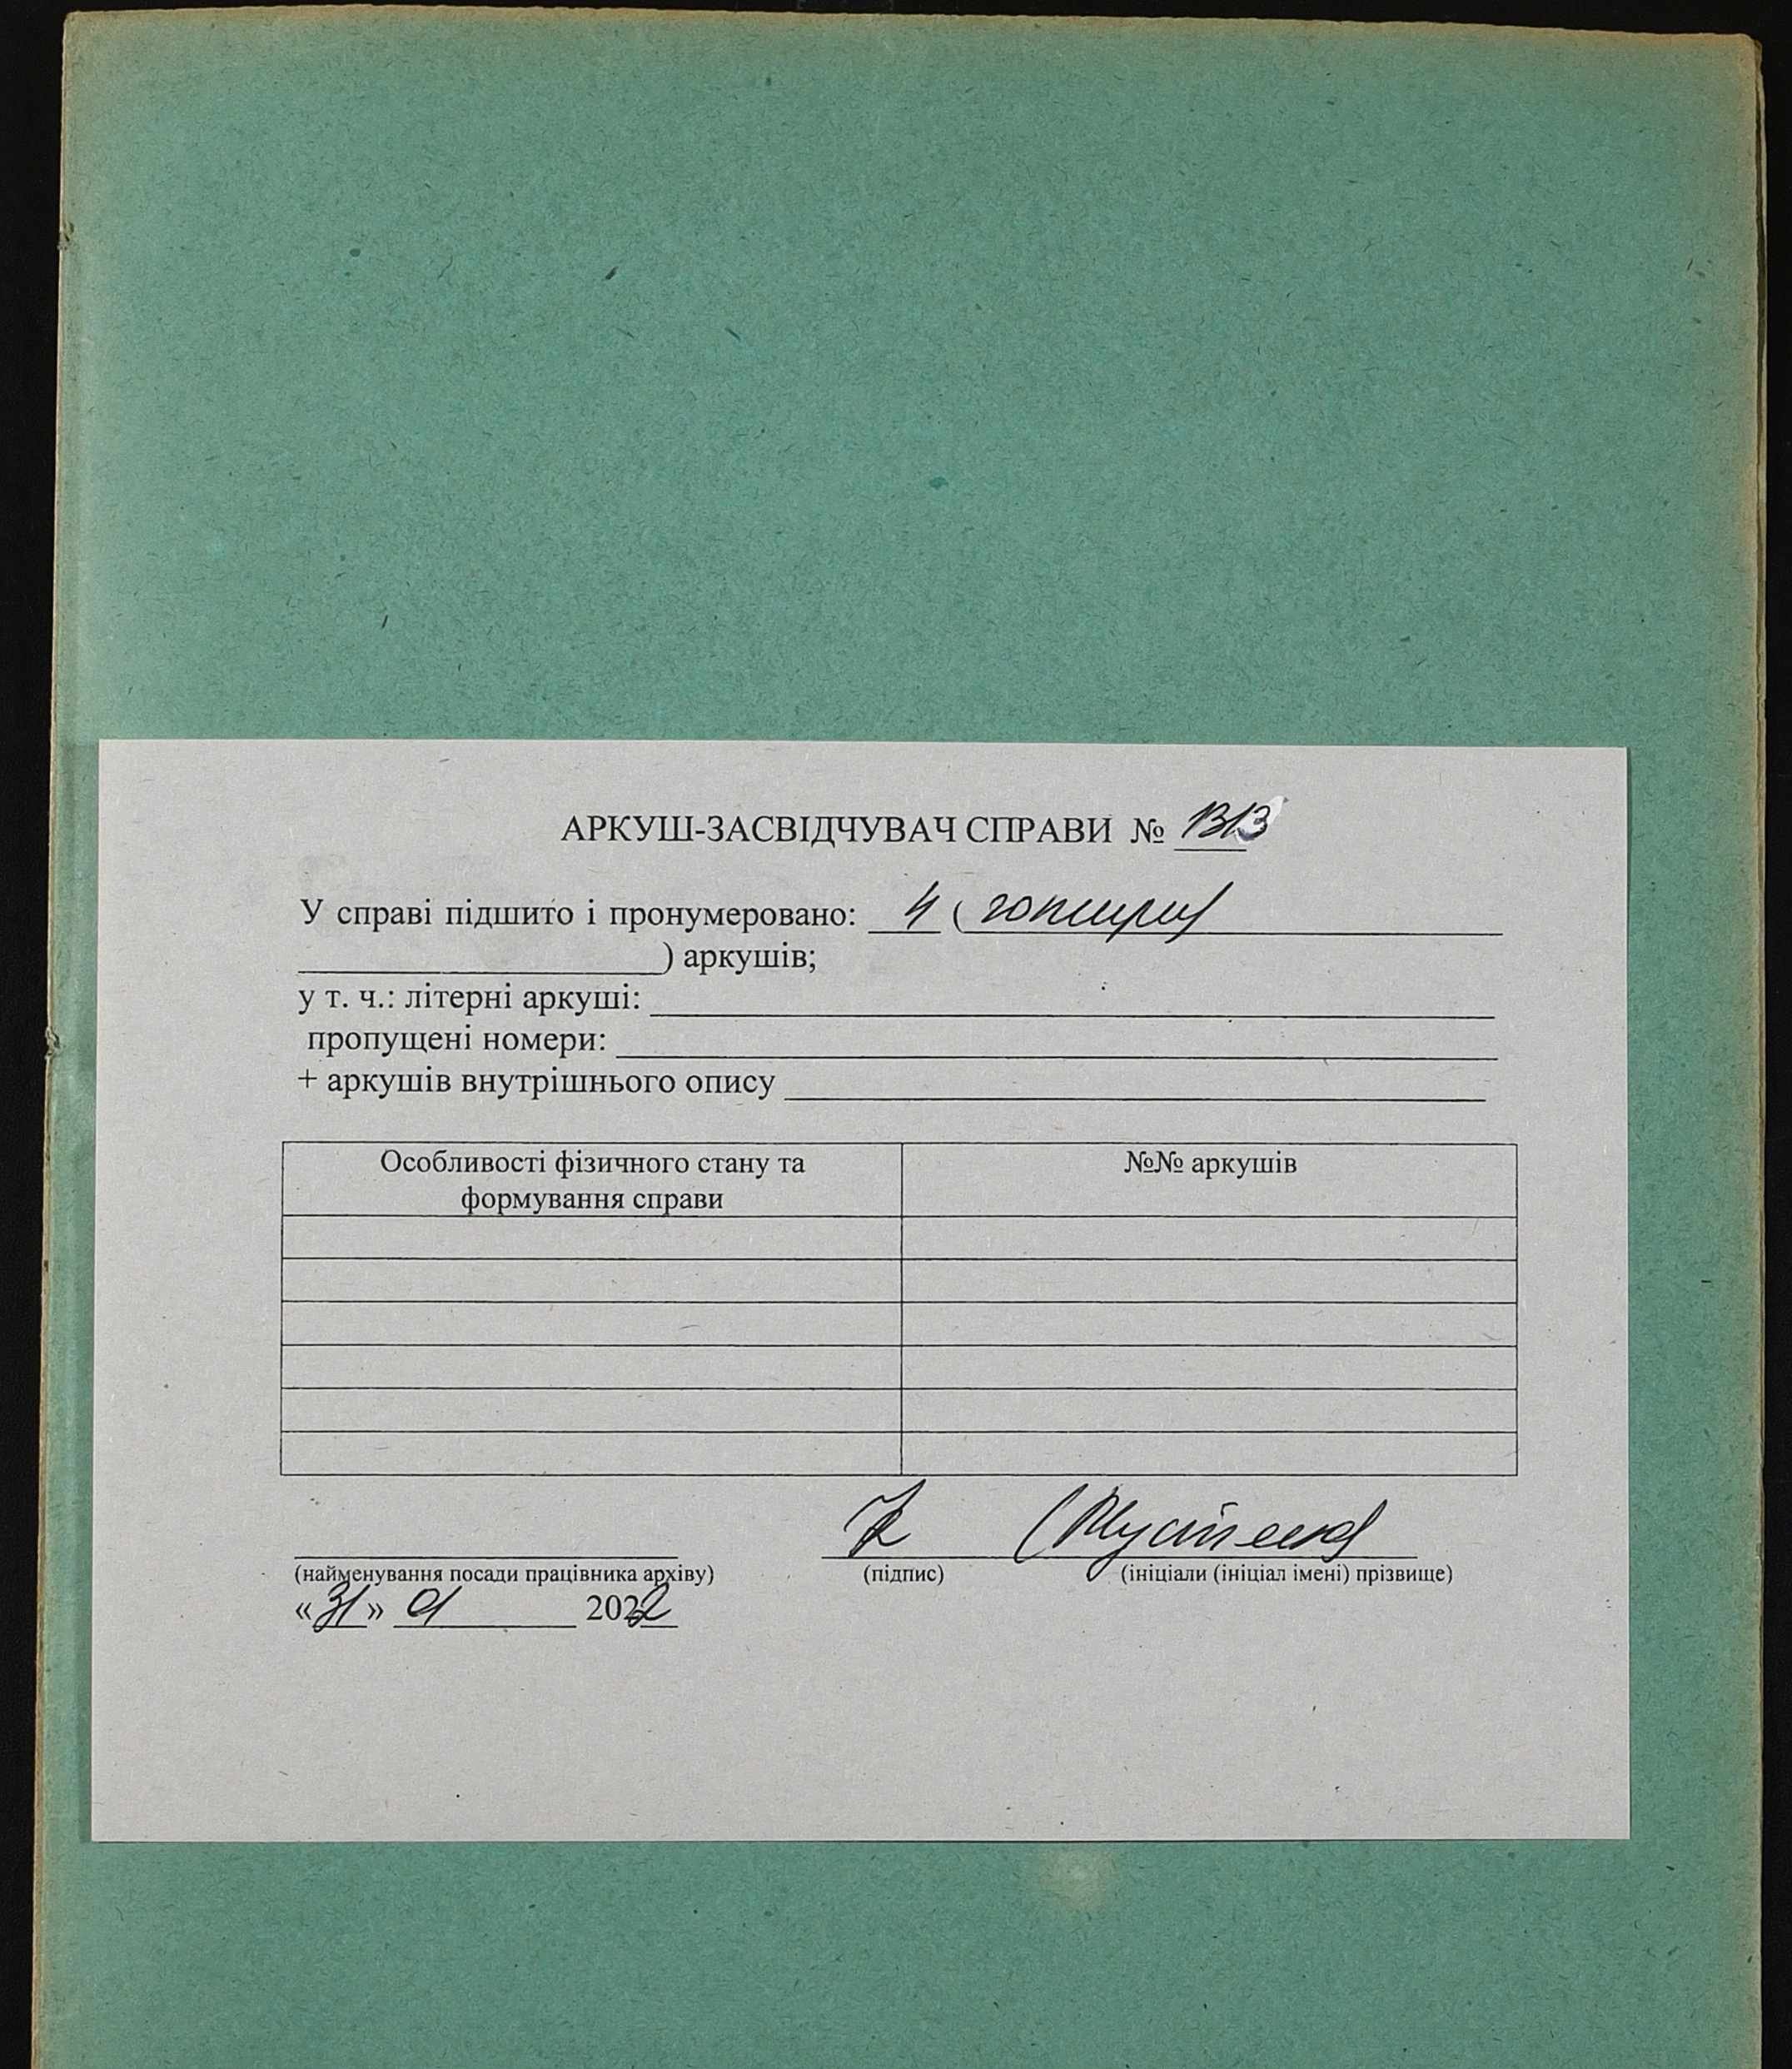 АРКУШ-ЗАСВІДЧУВАЧ СПРАВИ № 1313
У справі підшито і пронумеровано: 4 (чотири)
) аркушів;
у т. ч.: літерні аркуші:
пропущені номери:
+ аркушів внутрішнього опису
Особливості фізичного стану та формування справи
№№ аркушів
(найменування посади працівника архіву) (підпис) (ініціали (ініціал імені) прізвище)
«31» 01 2022